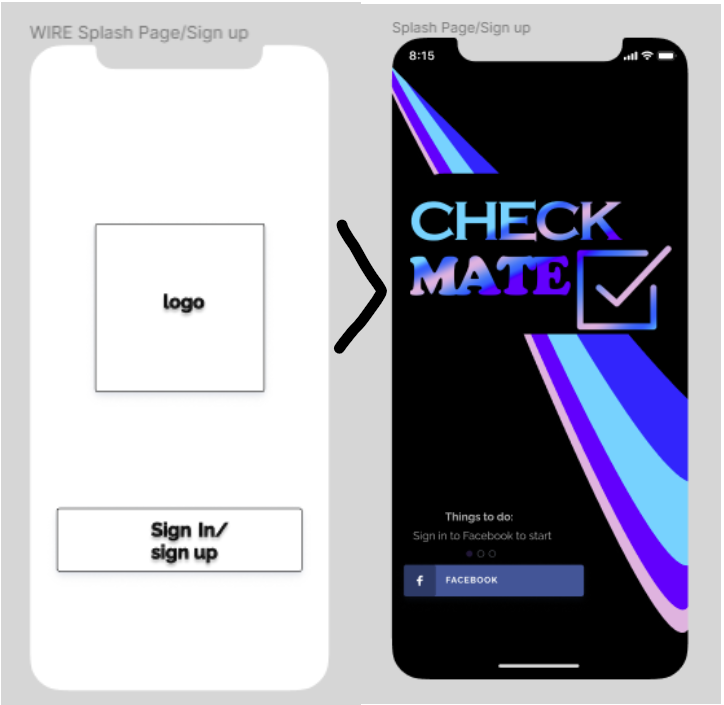 WIRE Splash Page/Sign up
logo
Sign In/
sign up
Splash Page/Sign up
8:15
CHECK
MATE
Things to do:
Sign in to Facebook to start
f FACEBOOK